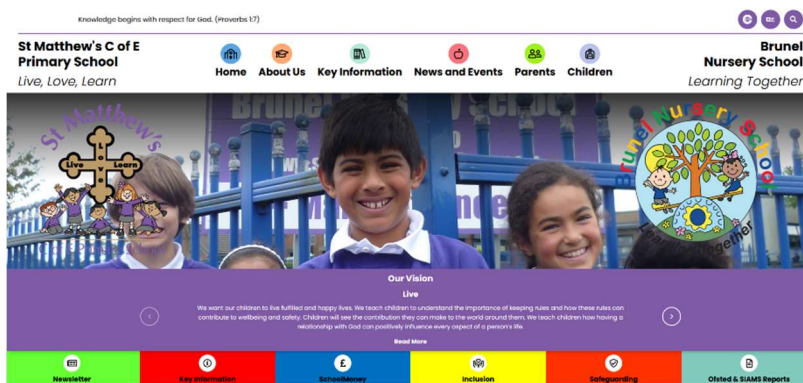 Knowledge begins with respect for God. (Proverbs 1:7)
St Matthew's C of E
Primary School
Live, Love, Learn
Home
About Us
Key Information
News and Events
Parents
Children
Brunel
Nursery School
Learning Together
St Matthew's
Live
LOVE
Learn
Brunel Nursery School
Learning Together
Our Vision
Live
We want our children to live fulfilled and happy lives. We teach children to understand the importance of keeping rules and how these rules can
contribute to wellbeing and safety. Children will see the contribution they can make to the world around them. We teach children how having a
relationship with God can positively influence every aspect of a person's life.
Read More
Newsletter
Key Information
£
SchoolMoney
Inclusion
Safeguarding
Ofsted & SIAMS Reports